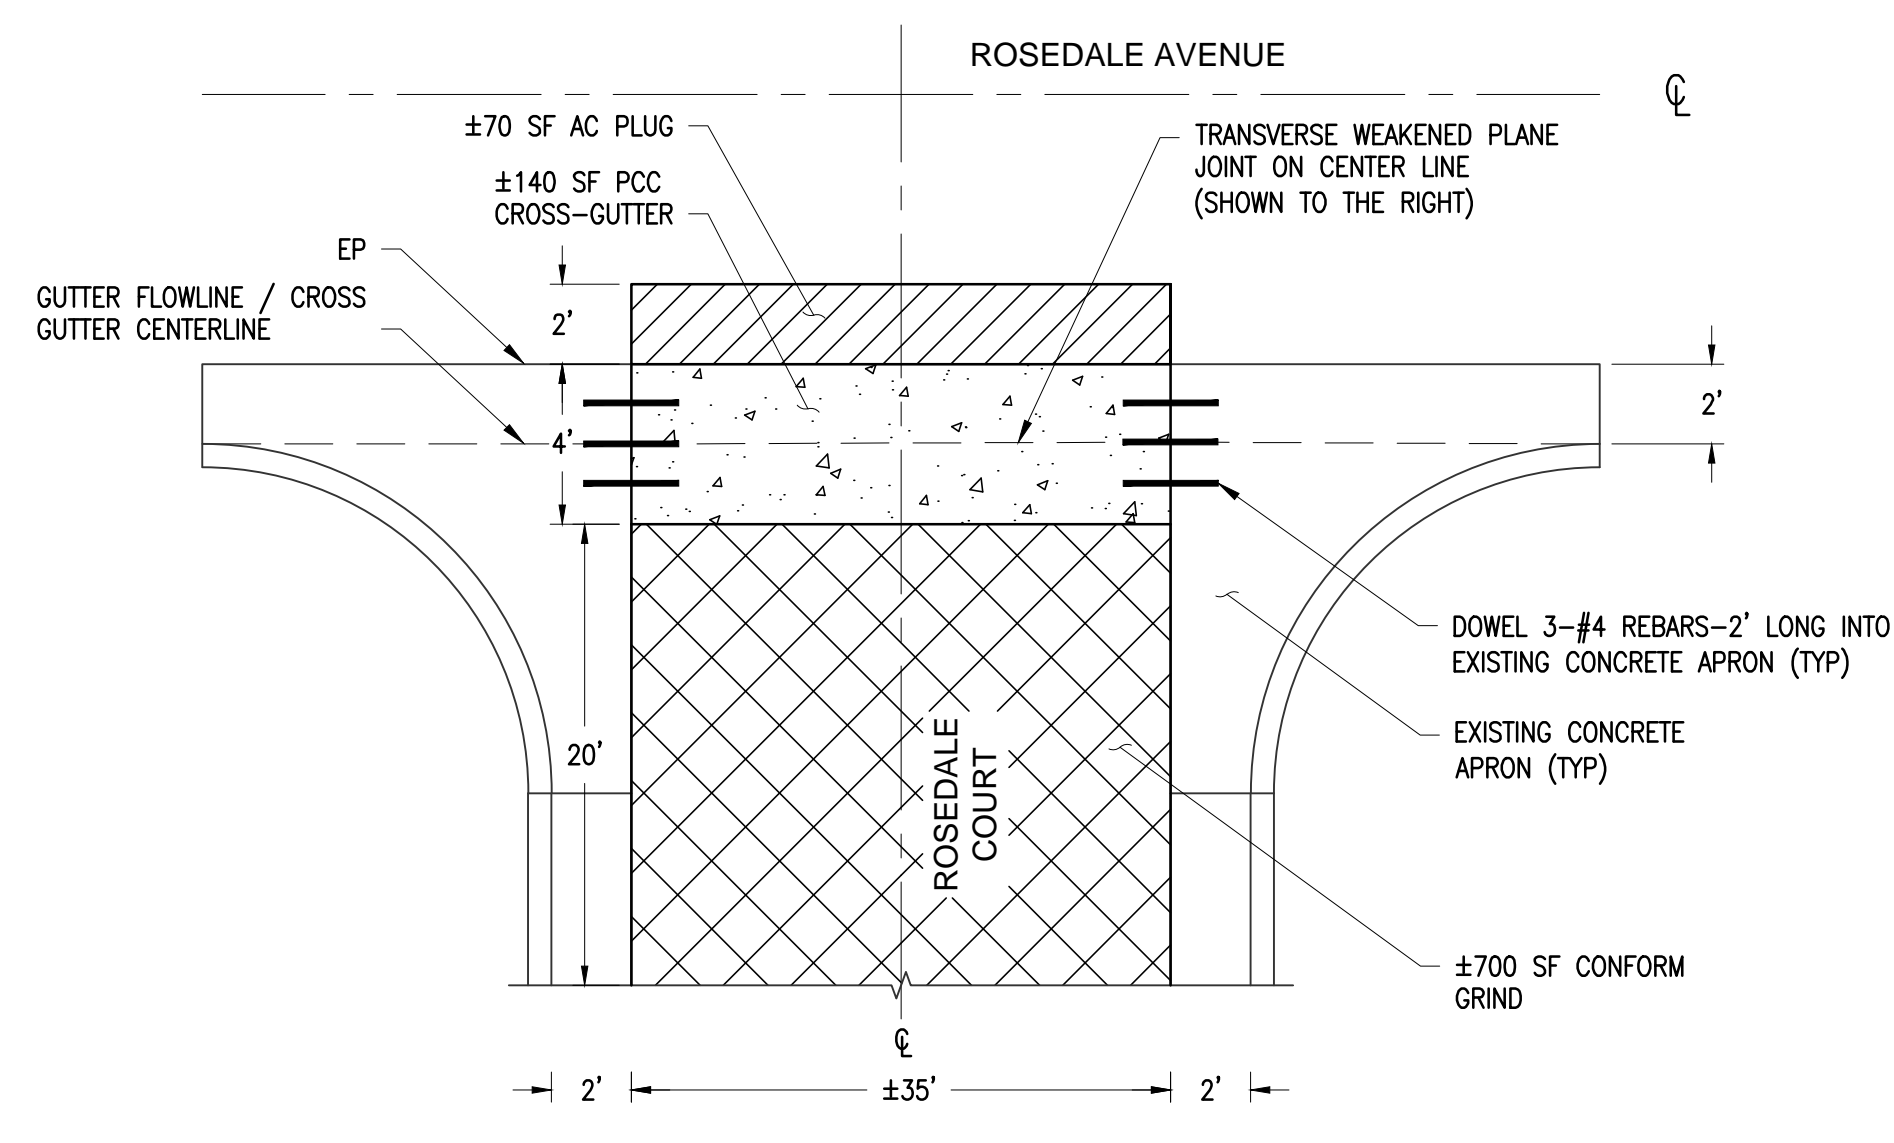 ROSEDALE AVENUE
℄
±70 SF AC PLUG
±140 SF PCC
CROSS-GUTTER
TRANSVERSE WEAKENED PLANE
JOINT ON CENTER LINE
(SHOWN TO THE RIGHT)
EP
GUTTER FLOWLINE / CROSS
GUTTER CENTERLINE
2'
4'
2'
20'
DOWEL 3-#4 REBARS-2' LONG INTO
EXISTING CONCRETE APRON (TYP)
EXISTING CONCRETE
APRON (TYP)
ROSEDALE
COURT
±700 SF CONFORM
GRIND
℄
2'
±35'
2'